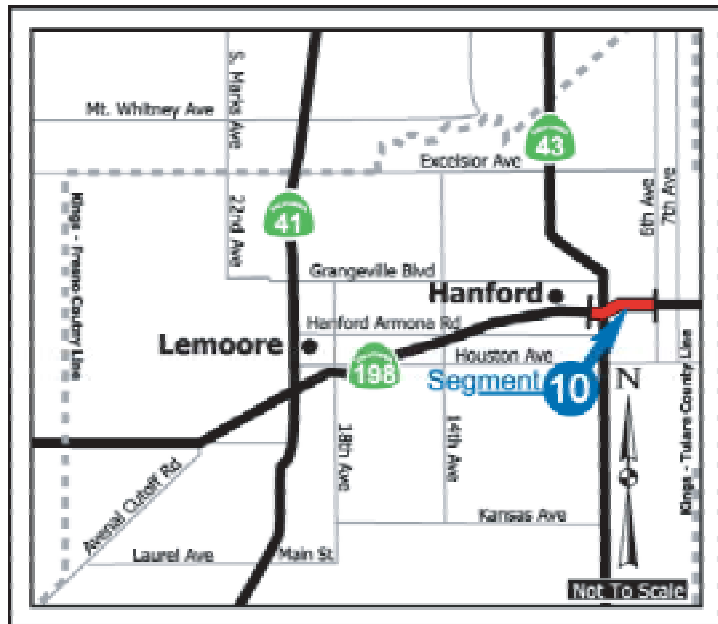 Mt. Whitney Ave
S. Marks Ave
43
Excelsior Ave
6th Ave
7th Ave
Kings - Fresno County Line
22nd Ave
41
Grangeville Blvd
Hanford
Hanford Armona Rd
Lemoore
Houston Ave
198
Segment 10
N
18th Ave
14th Ave
Kings - Tulare County Line
Avenal Cutoff Rd
Kansas Ave
Laurel Ave
Main St
Not To Scale